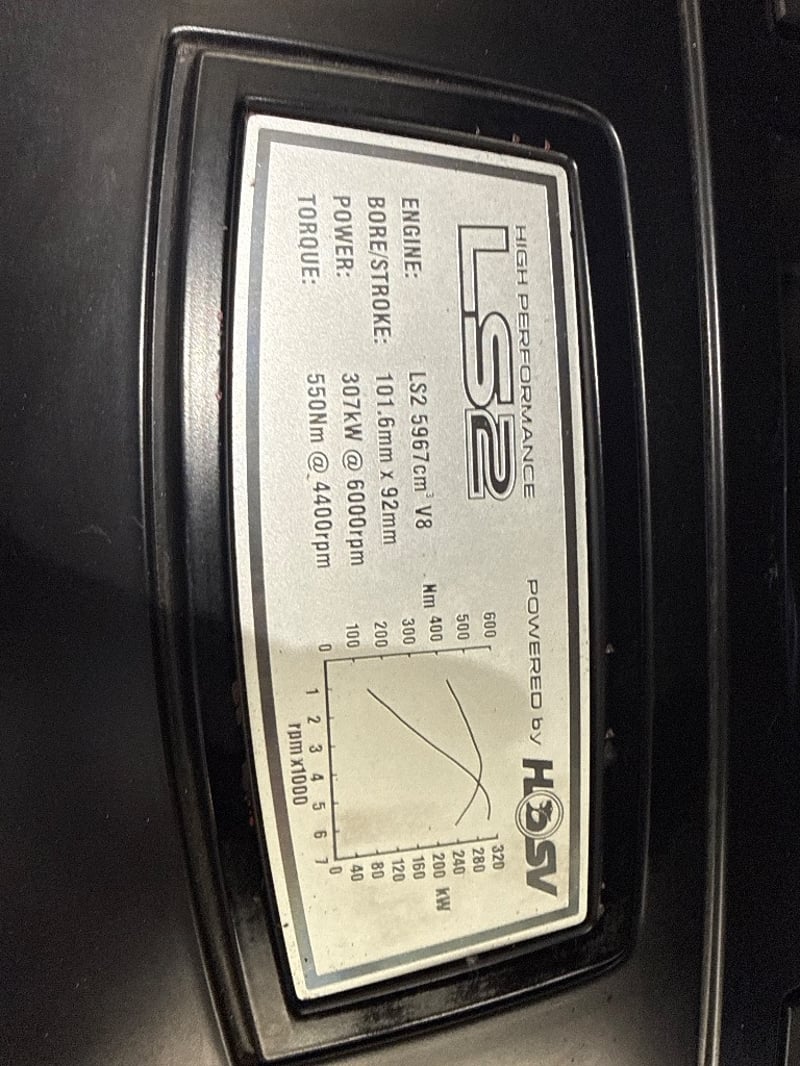 HIGH PERFORMANCE
LS2
POWERED by HSV
ENGINE: LS2 5967cm³ V8
BORE/STROKE: 101.6mm x 92mm
POWER: 307kW @ 6000rpm
TORQUE: 550Nm @ 4400rpm
600
500
Nm 400
300
200
100
0
320
280
240
200 kW
160
120
80
40
0
1 2 3 4 5 6 7
rpm x1000